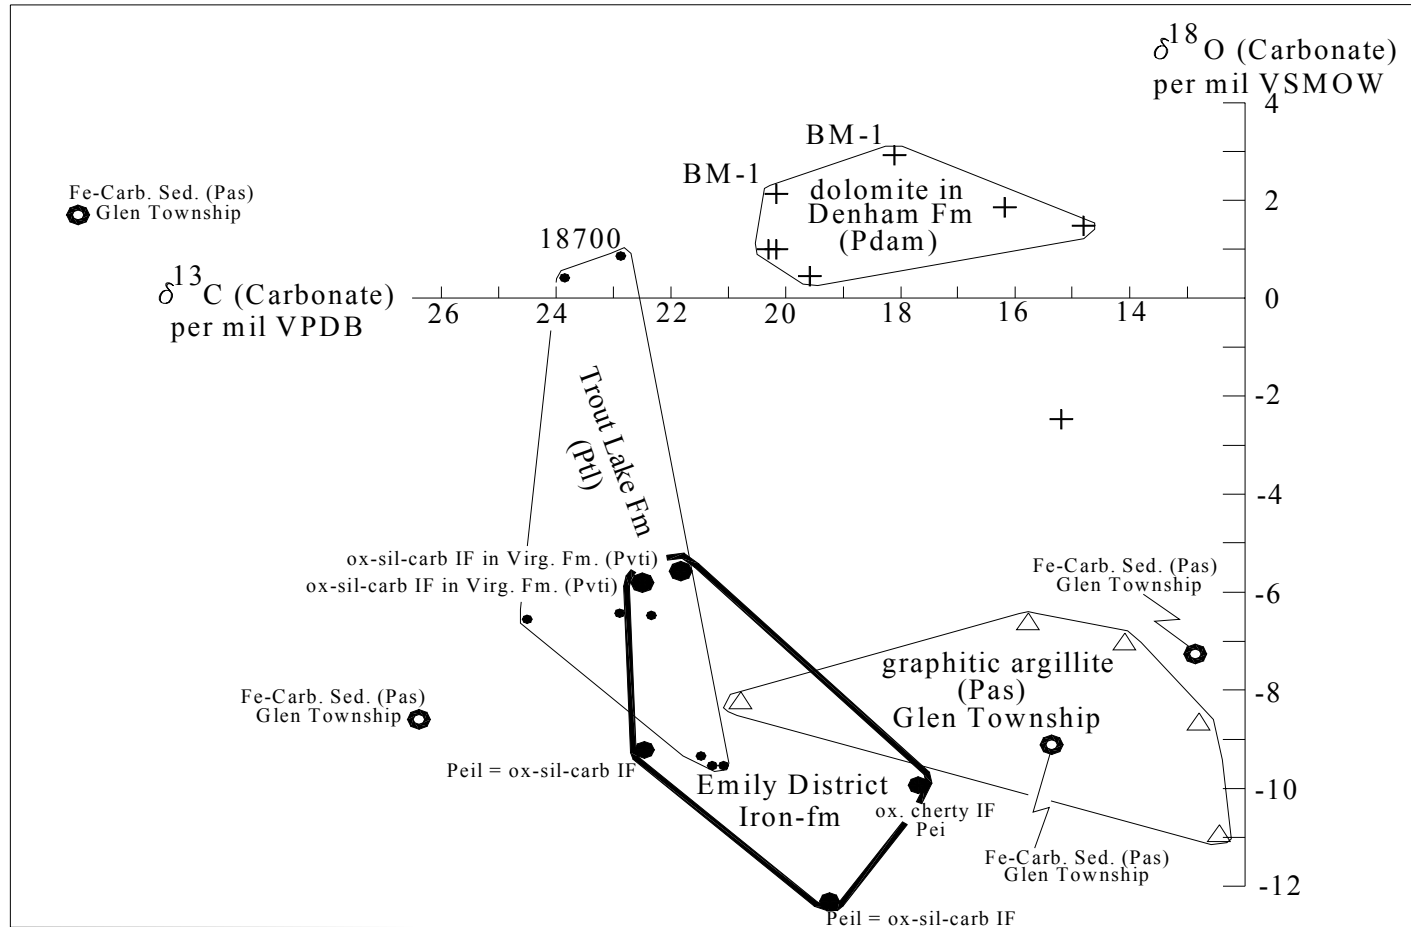 δ18O (Carbonate)
per mil VSMOW
4
BM-1
BM-1
dolomite in
Denham Fm
(Pdam)
Fe-Carb. Sed. (Pas)
Glen Township
2
18700
δ13C (Carbonate)
per mil VPDB
26
24
22
20
18
16
14
0
-2
Trout Lake Fm
(Ptl)
-4
ox-sil-carb IF in Virg. Fm. (Pvti)
ox-sil-carb IF in Virg. Fm. (Pvti)
Fe-Carb. Sed. (Pas)
Glen Township
-6
graphitic argillite
(Pas)
Glen Township
Fe-Carb. Sed. (Pas)
Glen Township
-8
Peil = ox-sil-carb IF
Emily District
Iron-fm
ox. cherty IF
Pei
-10
Fe-Carb. Sed. (Pas)
Glen Township
-12
Peil = ox-sil-carb IF